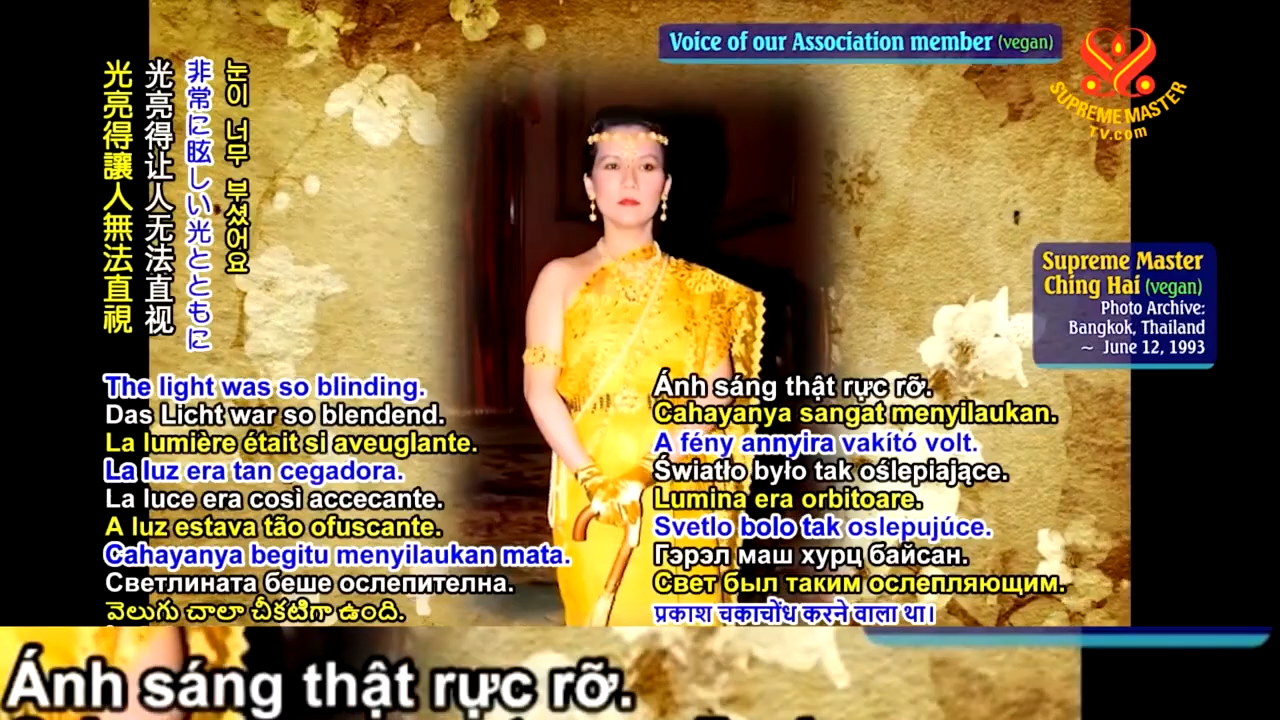 Voice of our Association member (vegan)
SUPREME MASTER
TV.com
光亮得讓人無法直視
光亮得让人无法直视
非常に眩しい光とともに
눈이 너무 부셨어요
Supreme Master
Ching Hai (vegan)
Photo Archive:
Bangkok, Thailand
~ June 12, 1993
The light was so blinding.
Das Licht war so blendend.
La lumière était si aveuglante.
La luz era tan cegadora.
La luce era così accecante.
A luz estava tão ofuscante.
Cahayanya begitu menyilaukan mata.
Светлината беше ослепителна.
వెలుగు చాలా చీకటిగా ఉంది.
Ánh sáng thật rực rỡ.
Cahayanya sangat menyilaukan.
A fény annyira vakító volt.
Światło było tak oślepiające.
Lumina era orbitoare.
Svetlo bolo tak oslepujúce.
Гэрэл маш хурц байсан.
Свет был таким ослепляющим.
प्रकाश चकाचौंध करने वाला था।
Ánh sáng thật rực rỡ.